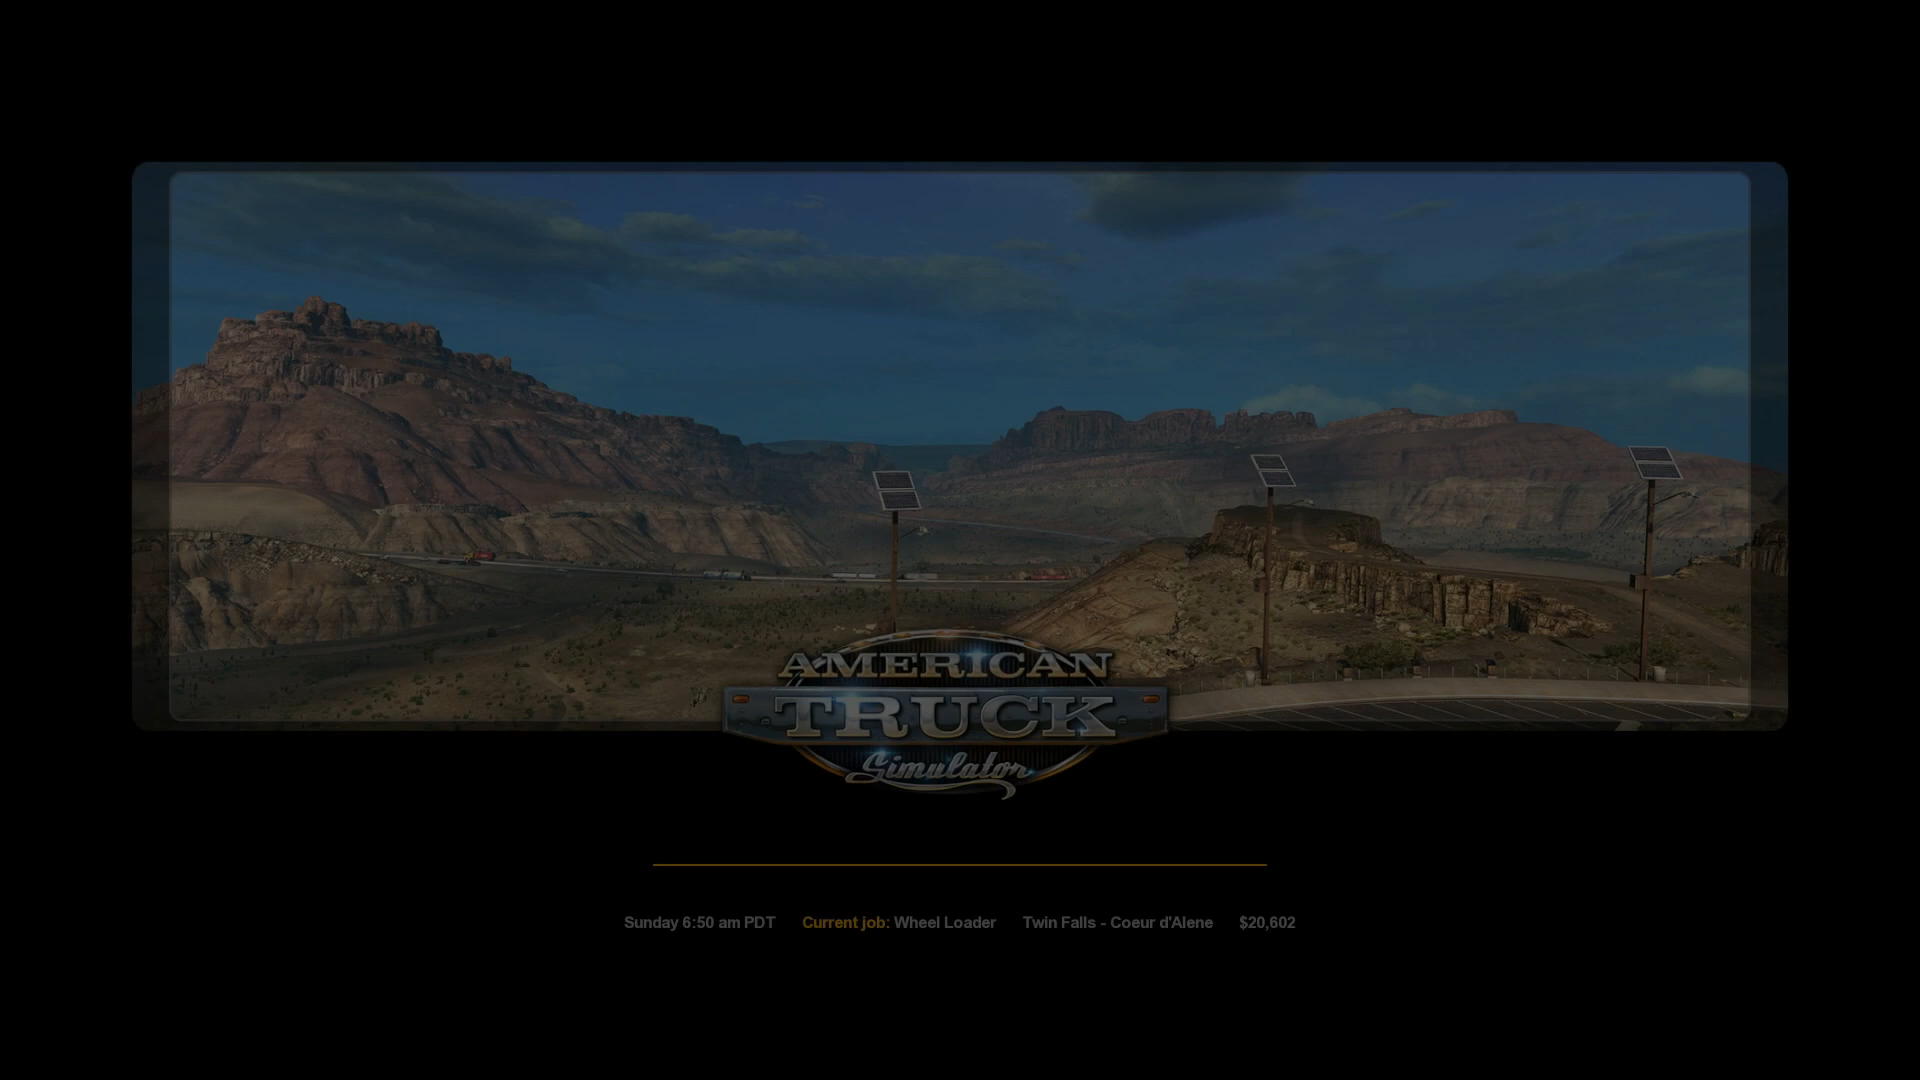 AMERICAN
TRUCK
Simulator
Sunday 6:50 am PDT Current job: Wheel Loader Twin Falls - Coeur d'Alene $20,602